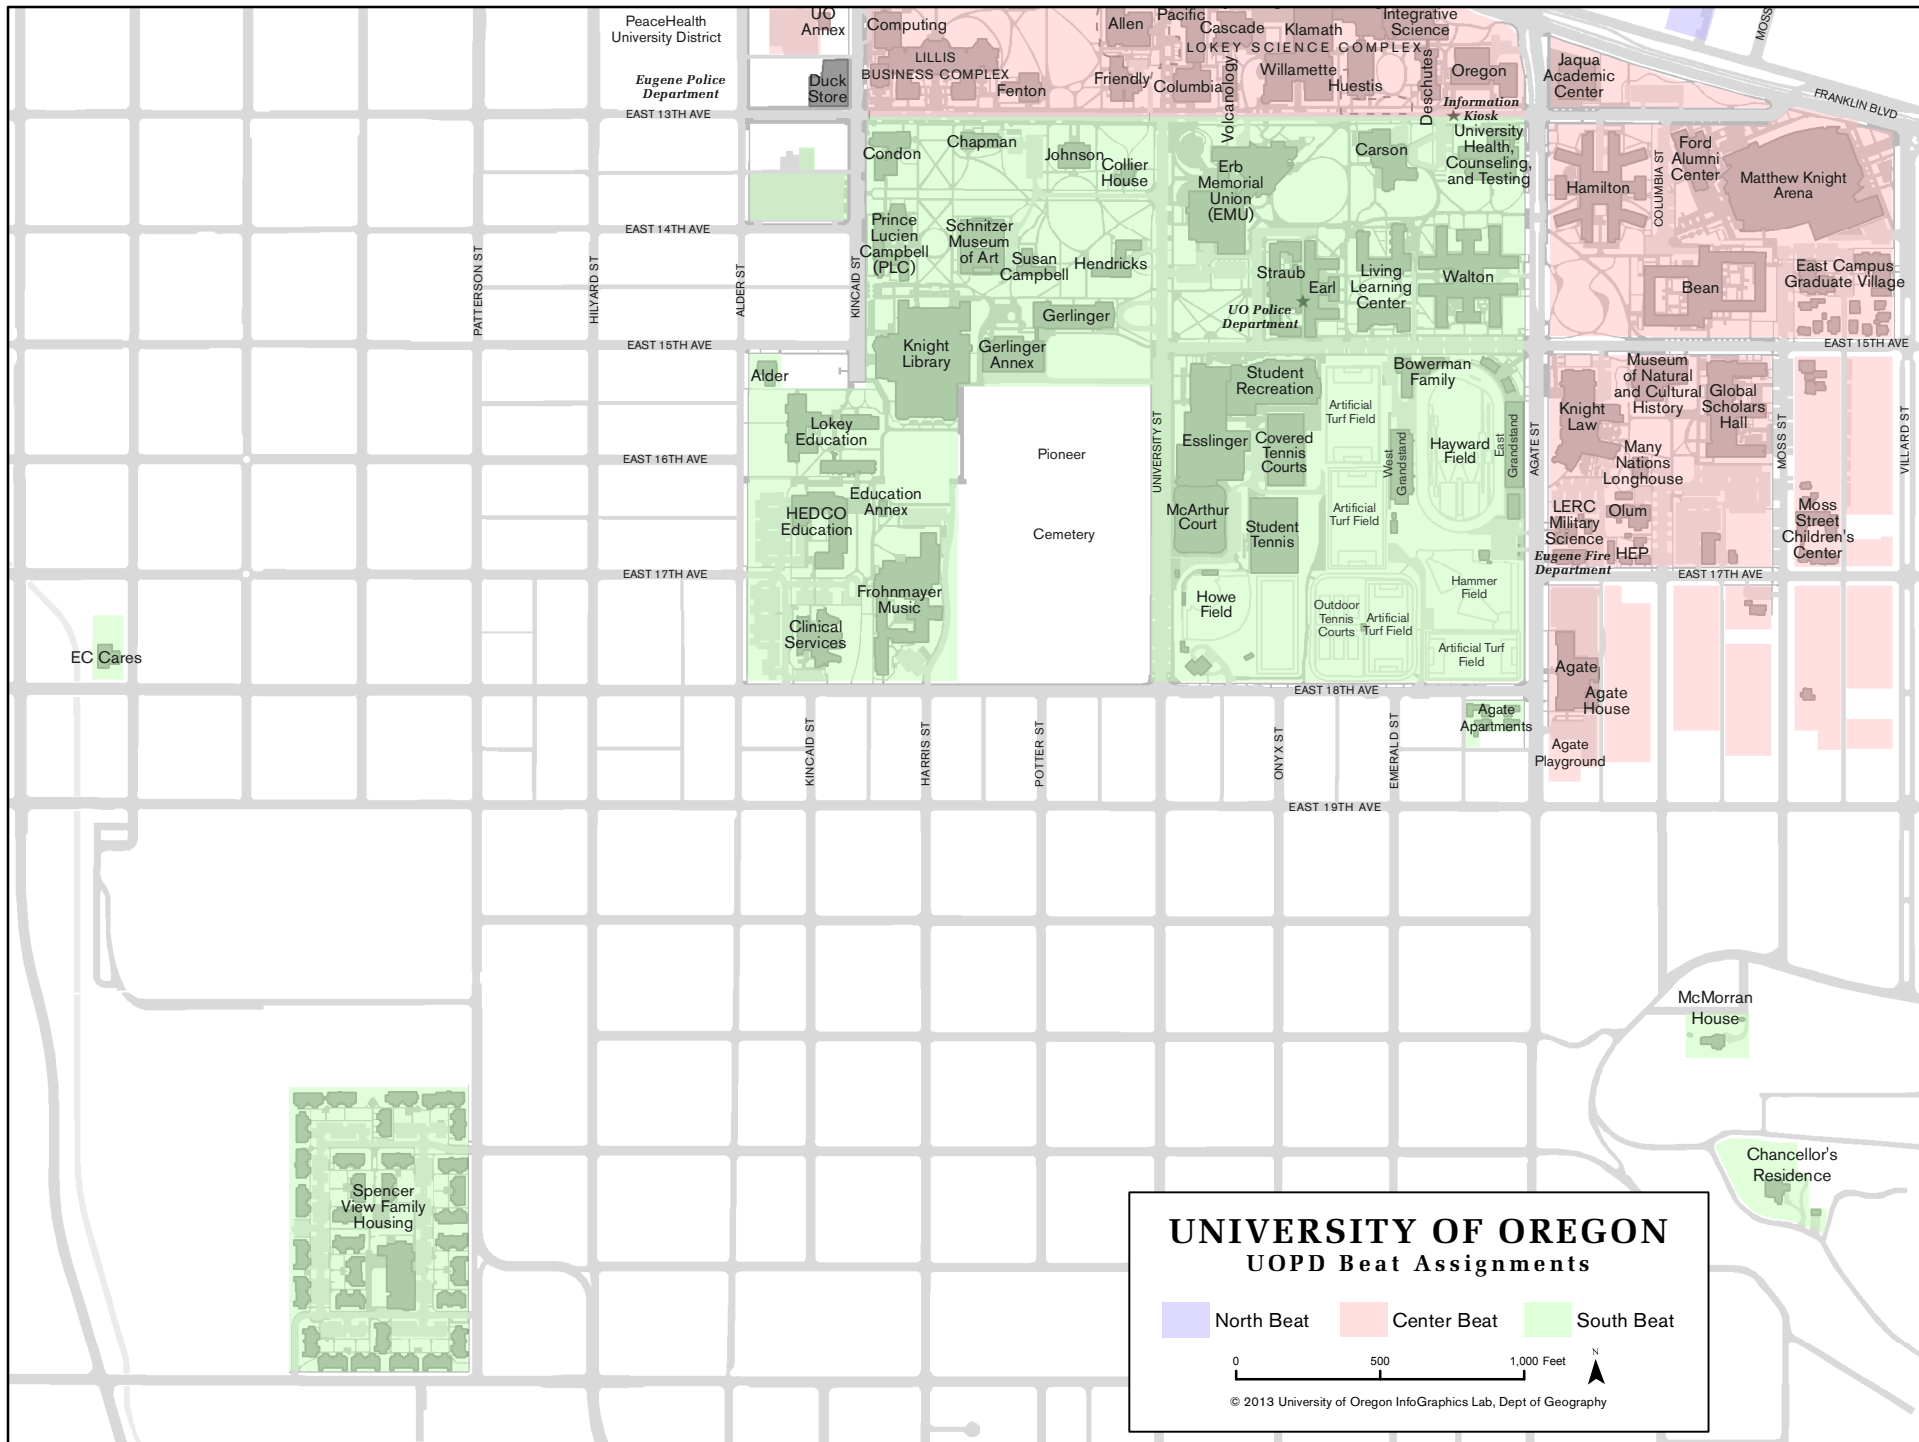 PeaceHealth
University District
UO
Annex
Computing
Allen
Pacific
Cascade
Klamath
Integrative
Science
MOSS
LOKEY SCIENCE COMPLEX
LILLIS
BUSINESS COMPLEX
Fenton
Friendly
Columbia
Volcanology
Willamette
Huestis
Deschutes
Oregon
Jaqua
Academic
Center
FRANKLIN BLVD
Eugene Police
Department
Duck
Store
Information
Kiosk
EAST 13TH AVE
Condon
Chapman
Johnson
Collier
House
Erb
Memorial
Union
(EMU)
Carson
University
Health,
Counseling,
and Testing
Hamilton
COLUMBIA ST
Ford
Alumni
Center
Matthew Knight
Arena
EAST 14TH AVE
Prince
Lucien
Campbell
(PLC)
Schnitzer
Museum
of Art
Susan
Campbell
Hendricks
Straub
Earl
Living
Learning
Center
Walton
Bean
East Campus
Graduate Village
PATTERSON ST
HILYARD ST
ALDER ST
KINCAID ST
UO Police
Department
Gerlinger
Knight
Library
Gerlinger
Annex
EAST 15TH AVE
EAST 15TH AVE
Alder
Student
Recreation
Bowerman
Family
Museum
of Natural
and Cultural
History
Global
Scholars
Hall
Knight
Law
Artificial
Turf Field
Lokey
Education
Esslinger
Covered
Tennis
Courts
West
Grandstand
Hayward
Field
East
Grandstand
AGATE ST
UNIVERSITY ST
Many
Nations
Longhouse
MOSS ST
VILLARD ST
EAST 16TH AVE
Pioneer
Cemetery
Education
Annex
HEDCO
Education
McArthur
Court
Student
Tennis
Artificial
Turf Field
LERC
Military
Science
Olum
HEP
Moss
Street
Children's
Center
Eugene Fire
Department
EAST 17TH AVE
EAST 17TH AVE
Frohnmayer
Music
Howe
Field
Hammer
Field
Outdoor
Tennis
Courts
Artificial
Turf Field
Artificial Turf
Field
Clinical
Services
EC Cares
Agate
Agate
House
EAST 18TH AVE
Agate
Apartments
Agate
Playground
KINCAID ST
HARRIS ST
POTTER ST
ONYX ST
EMERALD ST
EAST 19TH AVE
McMorran
House
Chancellor's
Residence
Spencer
View Family
Housing
UNIVERSITY OF OREGON
UOPD Beat Assignments
North Beat
Center Beat
South Beat
0 500 1,000 Feet
N
© 2013 University of Oregon InfoGraphics Lab, Dept of Geography